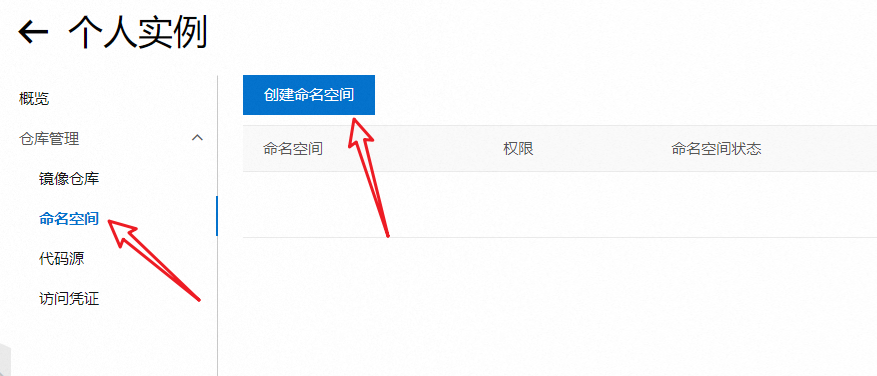 个人实例
概览
仓库管理
镜像仓库
命名空间
代码源
访问凭证
创建命名空间
命名空间 权限 命名空间状态